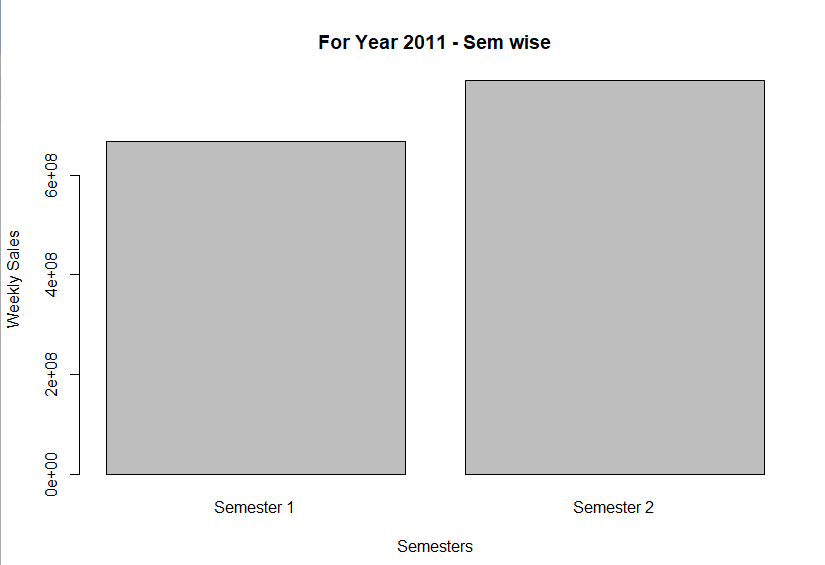 For Year 2011 - Sem wise
Weekly Sales
6e+08
4e+08
2e+08
0e+00
Semester 1
Semester 2
Semesters